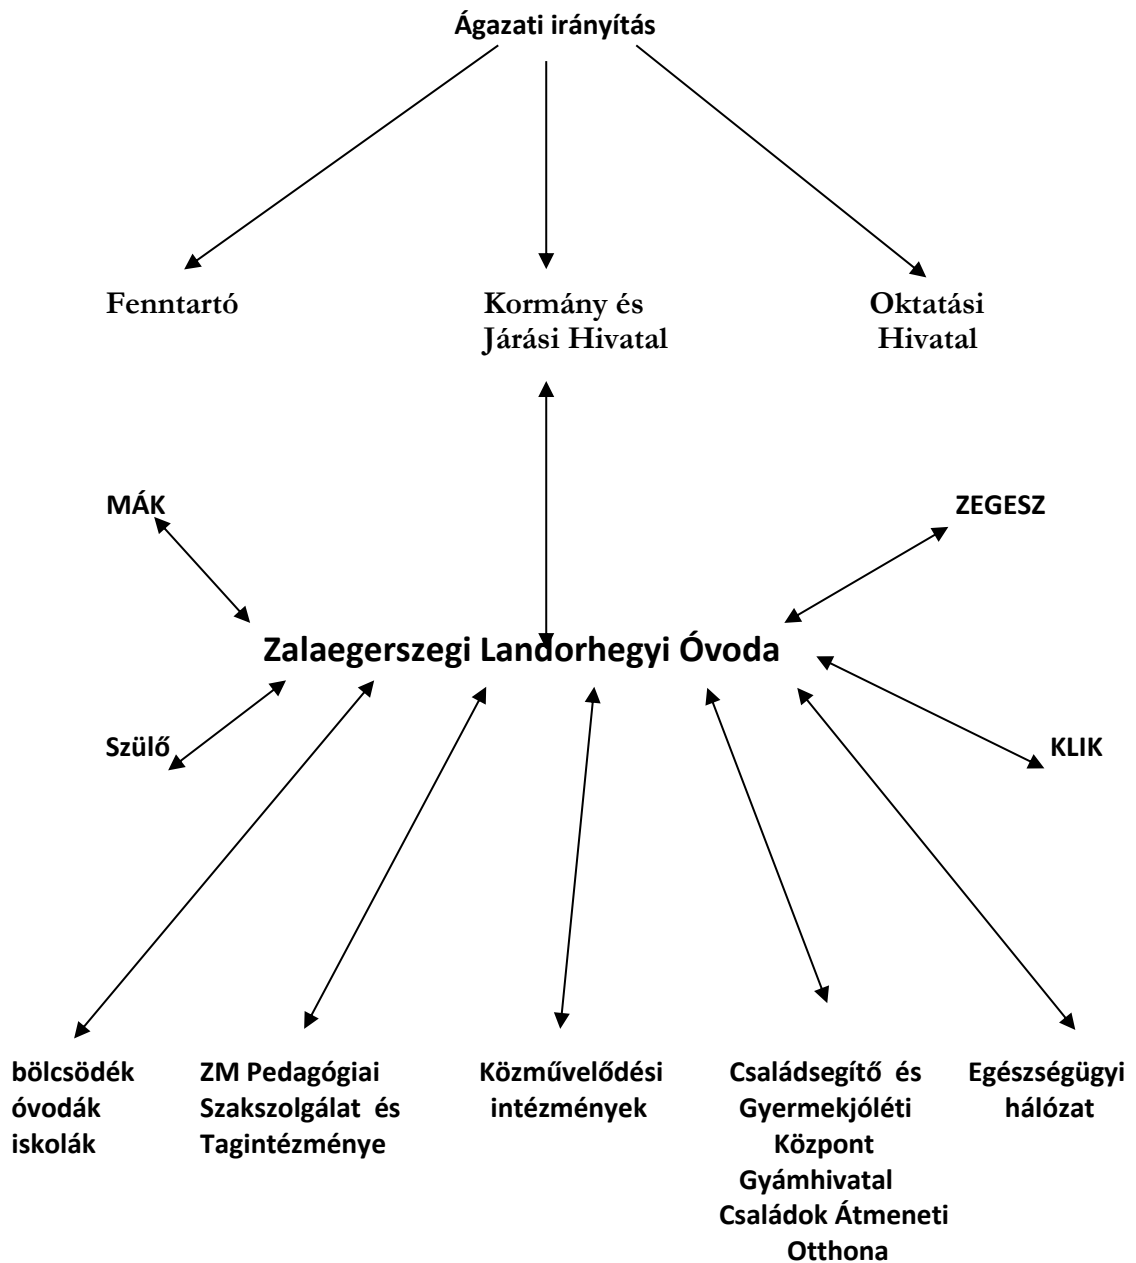 Ágazati irányítás
Fenntartó
Kormány és
Járási Hivatal
Oktatási
Hivatal
MÁK
ZEGESZ
Zalaegerszegi Landorhegyi Óvoda
Szülő
KLIK
bölcsödék
óvodák
iskolák
ZM Pedagógiai
Szakszolgálat és
Tagintézménye
Közművelődési
intézmények
Családsegítő és
Gyermekjóléti
Központ
Gyámhivatal
Családok Átmeneti
Otthona
Egészségügyi
hálózat